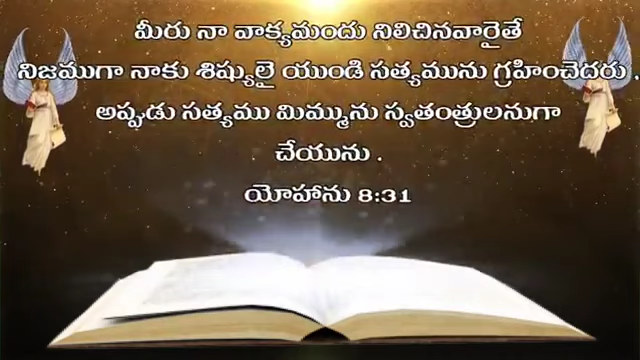 మీరు నా వాక్యమందు నిలిచినవారైతే
నిజముగా నాకు శిష్యులై యుండి సత్యమును గ్రహించెదరు .
అప్పుడు సత్యము మిమ్మును స్వతంత్రులనుగా
చేయును .
యోహాను 8:31